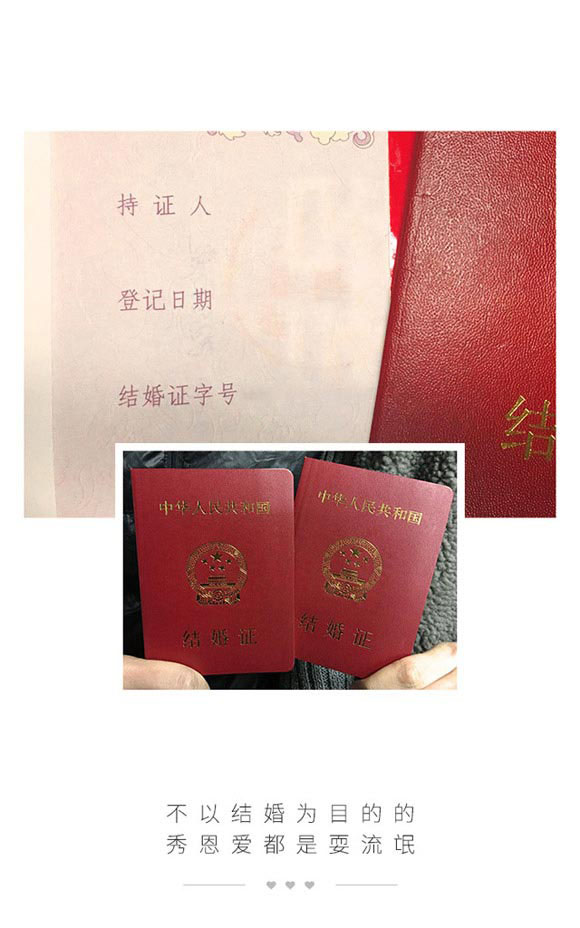 持证人
登记日期
结婚证字号
结
中华人民共和国
结婚证
中华人民共和国
结婚证
不以结婚为目的的
秀恩爱都是耍流氓